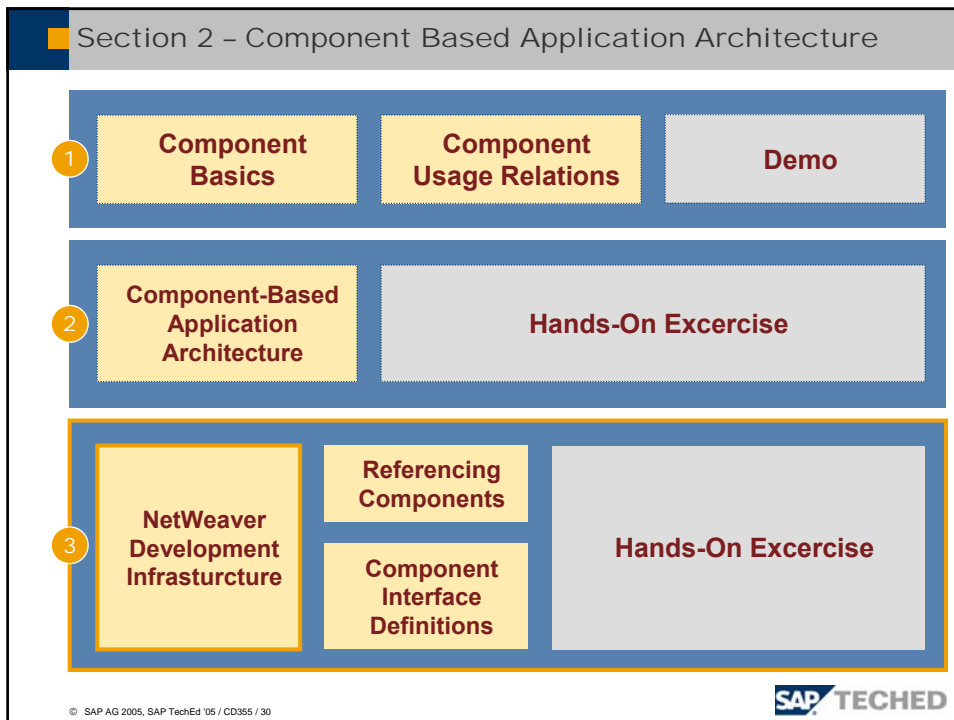 Section 2 – Component Based Application Architecture
1
Component
Basics
Component
Usage Relations
Demo
2
Component-Based
Application
Architecture
Hands-On Excercise
3
NetWeaver
Development
Infrasturcture
Referencing
Components
Component
Interface
Definitions
Hands-On Excercise
© SAP AG 2005, SAP TechEd '05 / CD355 / 30
SAP TECHED